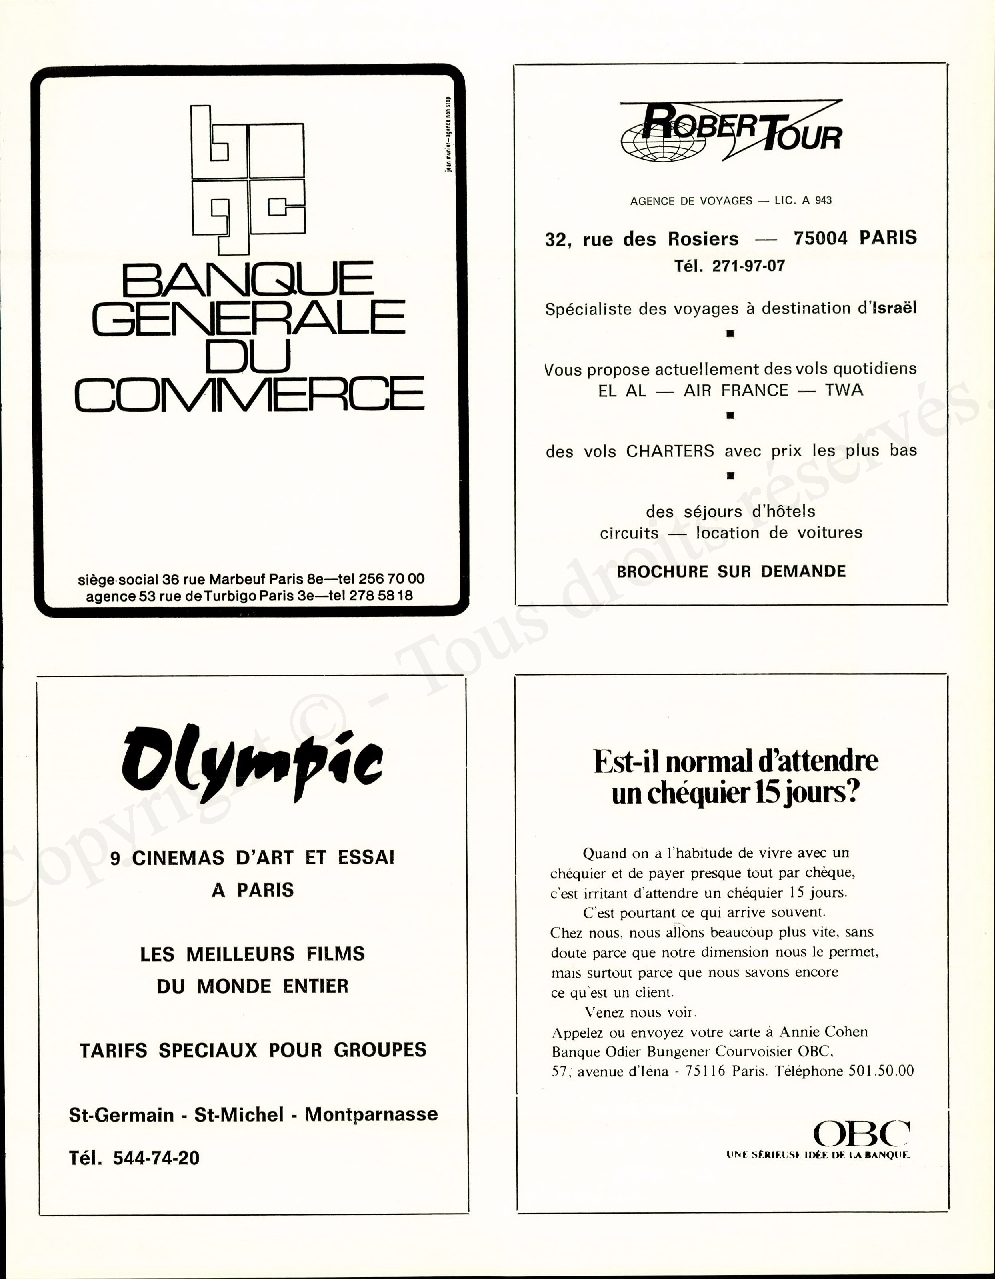 bgc
jean murier—agence non stop
BANQUE
GENERALE
DU
COMMERCE
siège social 36 rue Marbeuf Paris 8e—tel 256 70 00
agence 53 rue de Turbigo Paris 3e—tel 278 58 18
ROBERTOUR
AGENCE DE VOYAGES — LIC. A 943
32, rue des Rosiers — 75004 PARIS
Tél. 271-97-07
Spécialiste des voyages à destination d'Israël
Vous propose actuellement des vols quotidiens
EL AL — AIR FRANCE — TWA
des vols CHARTERS avec prix les plus bas
des séjours d'hôtels
circuits — location de voitures
BROCHURE SUR DEMANDE
Olympic
9 CINEMAS D'ART ET ESSAI
A PARIS
LES MEILLEURS FILMS
DU MONDE ENTIER
TARIFS SPECIAUX POUR GROUPES
St-Germain - St-Michel - Montparnasse
Tél. 544-74-20
Est-il normal d'attendre
un chéquier 15 jours?
Quand on a l'habitude de vivre avec un
chéquier et de payer presque tout par chèque,
c'est irritant d'attendre un chéquier 15 jours.
C'est pourtant ce qui arrive souvent.
Chez nous, nous allons beaucoup plus vite, sans
doute parce que notre dimension nous le permet,
mais surtout parce que nous savons encore
ce qu'est un client.
Venez nous voir.
Appelez ou envoyez votre carte à Annie Cohen
Banque Odier Bungener Courvoisier OBC,
57, avenue d'Iéna - 75116 Paris. Téléphone 501.50.00
OBC
UNE SÉRIEUSE IDÉE DE LA BANQUE.
Copyright © - Tous droits réservés.